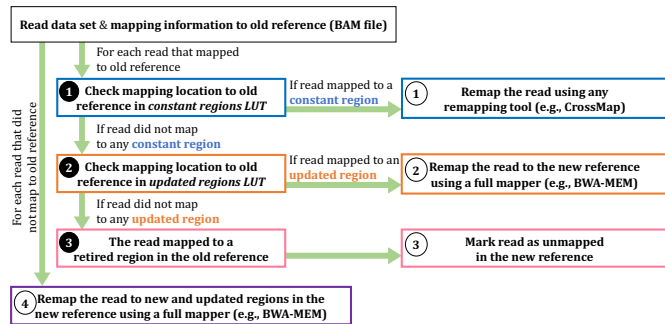 Read data set & mapping information to old reference (BAM file)
For each read that mapped
to old reference
1
Check mapping location to old
reference in constant regions LUT
If read mapped to a
constant region
1
Remap the read using any
remapping tool (e.g., CrossMap)
If read did not map
to any constant region
2
Check mapping location to old
reference in updated regions LUT
If read mapped to an
updated region
2
Remap the read to the new reference
using a full mapper (e.g., BWA-MEM)
If read did not map
to any updated region
3
The read mapped to a
retired region in the old reference
3
Mark read as unmapped
in the new reference
For each read that did
not map to old reference
4
Remap the read to new and updated regions in the
new reference using a full mapper (e.g., BWA-MEM)